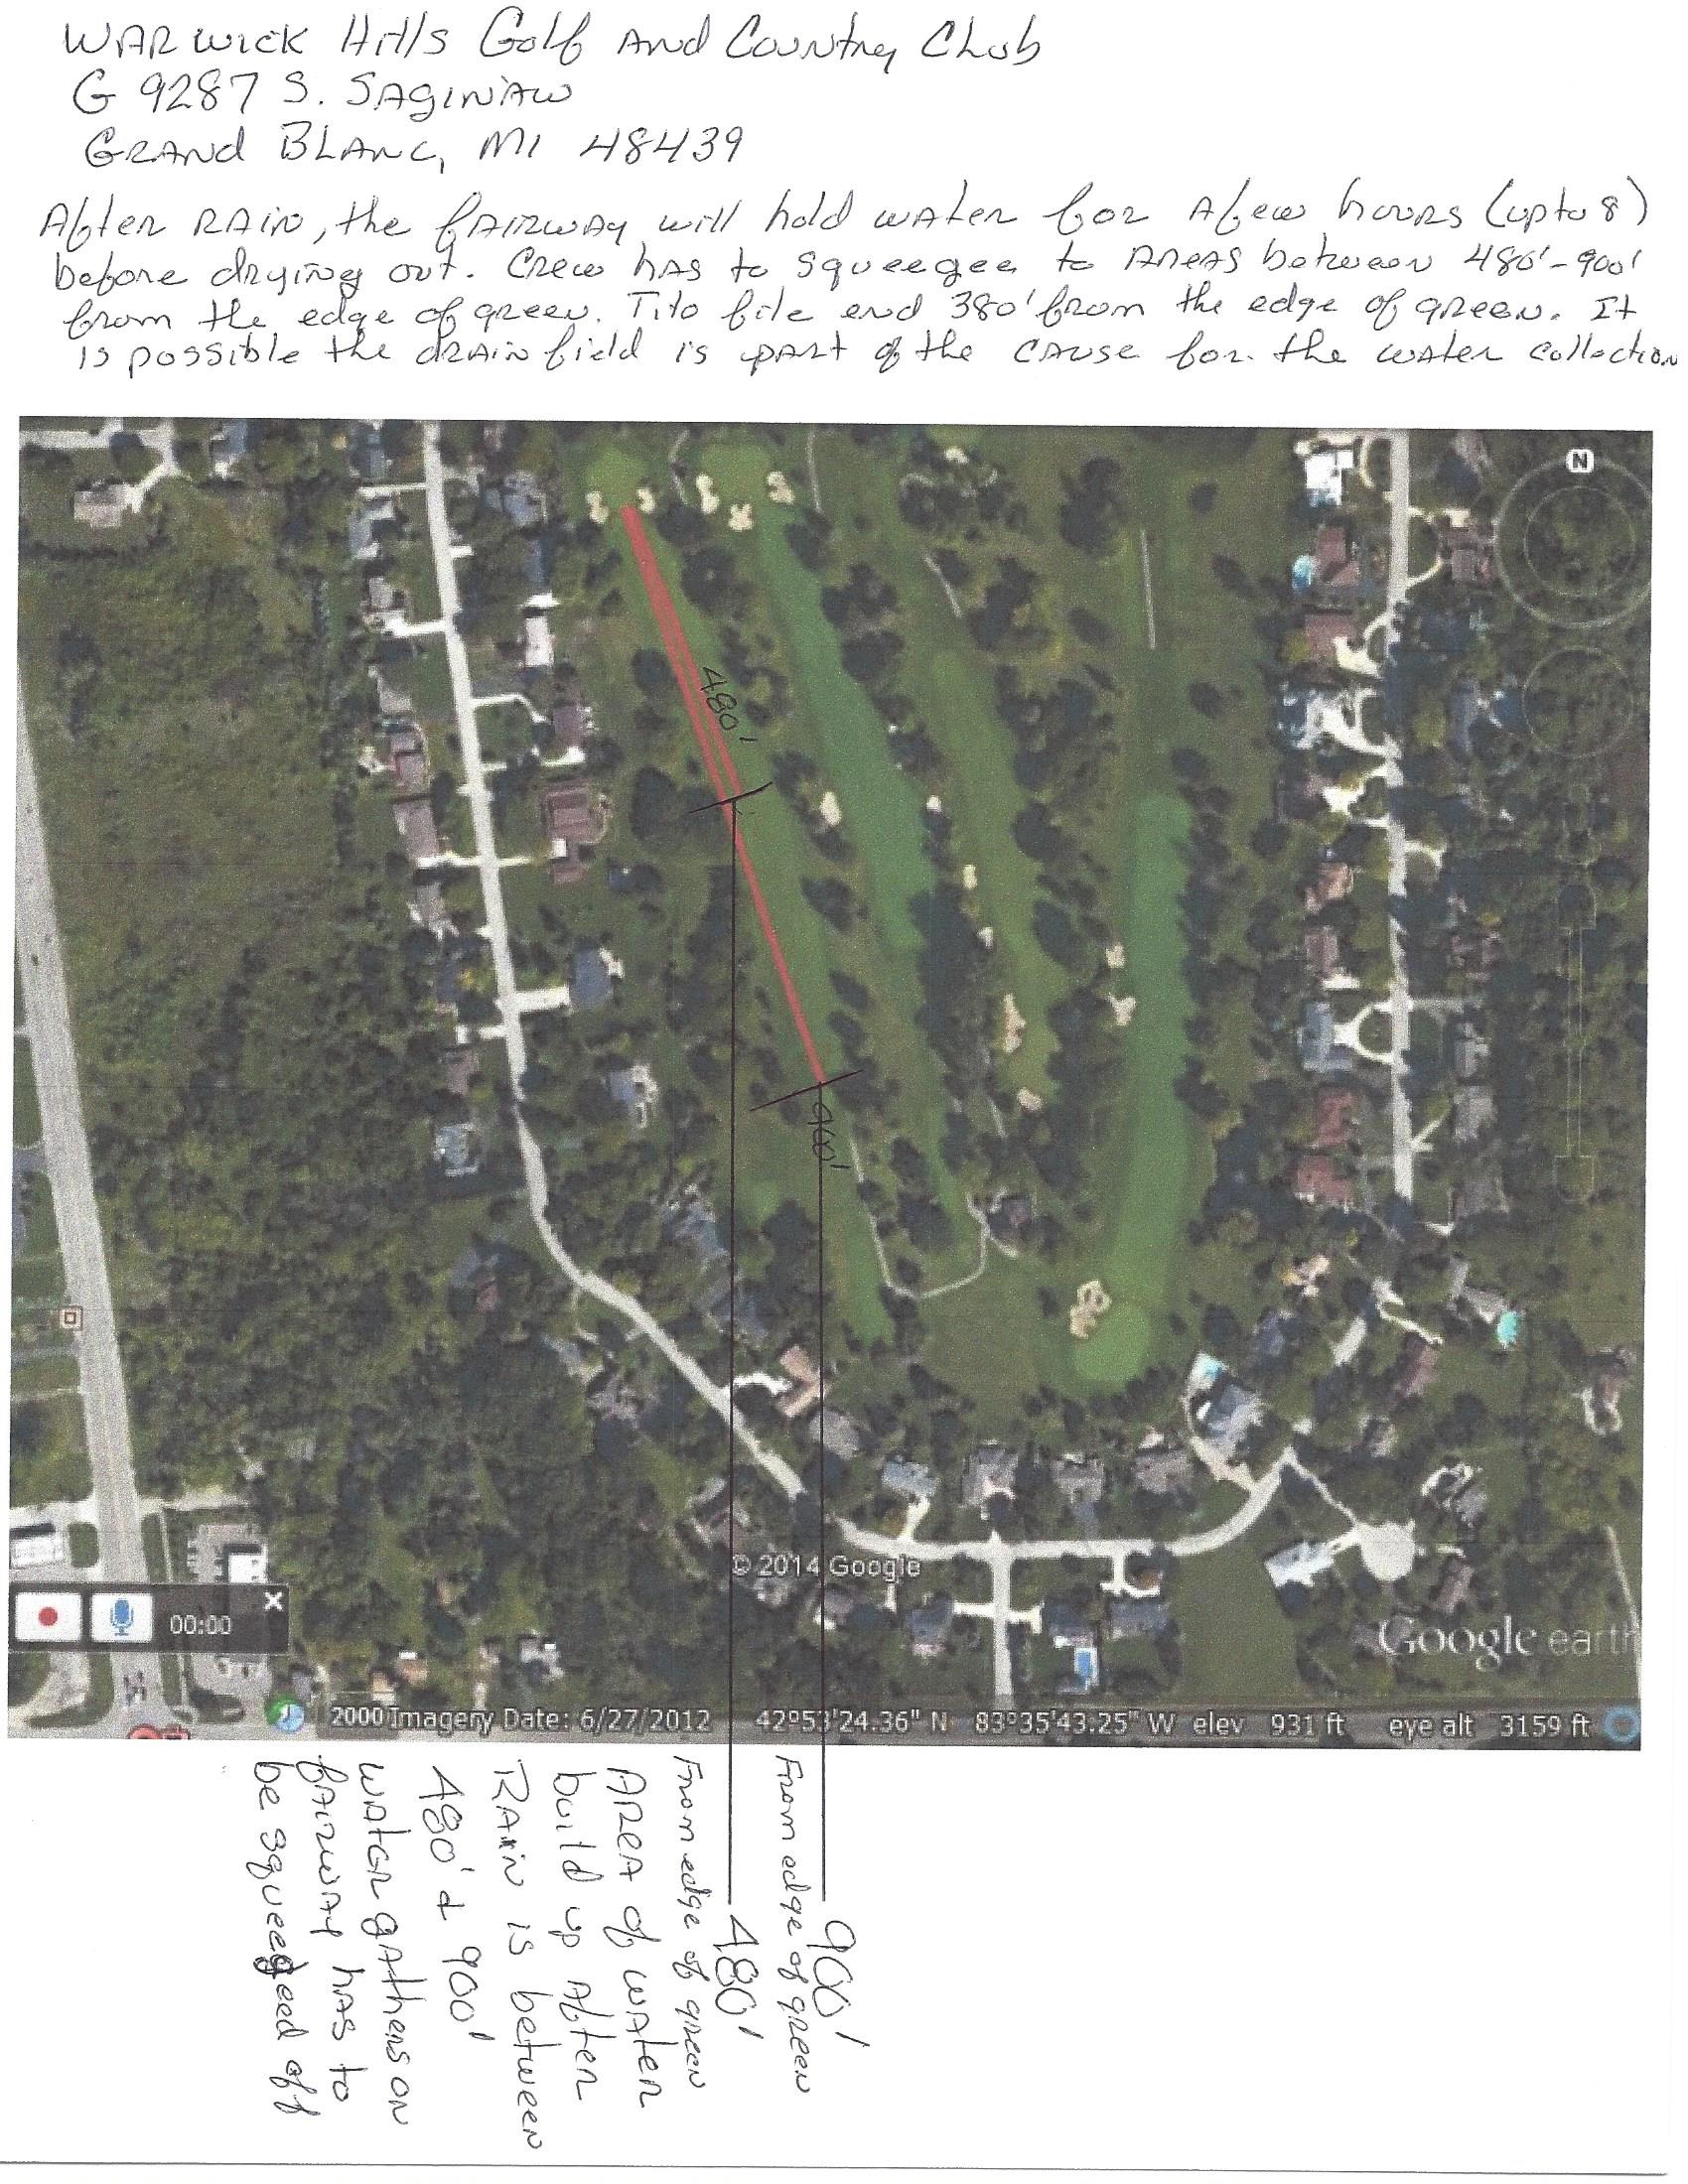 WARWICK Hills Golf AND Country Club
G 9287 S. SAGINAW
GRAND BLANC, MI 48439
After RAIN, the fAIRWAY will hold WATER for A few hours (up to 8)
before drying out. Crew hAs to squeegee to AREAS between 480'-900'
from the edge of green. Tito file end 380' from the edge of green. It
is possible the drAIN field is pART of the CAUSE for the WATER collection
N
480'
900'
© 2014 Google
00:00
Google earth
2000 Imagery Date: 6/27/2012 42°53'24.36" N 83°35'43.25" W elev 931 ft eye alt 3159 ft
900'
From edge of green
480'
From edge of green
AREA of WATER
build up After
RAIN is between
480' & 900'
WATER gAthers on
fAIRWAY hAs to
be squeegeed off